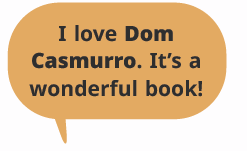 I love Dom
Casmurro. It’s a
wonderful book!